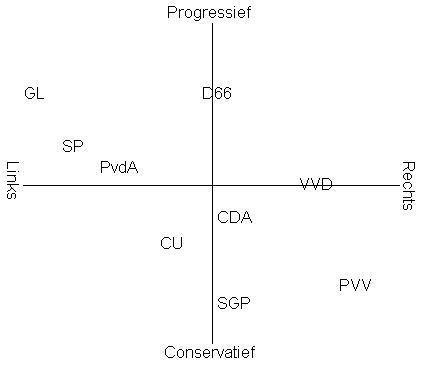 Progressief
GL
D66
SP
PvdA
Links
VVD
Rechts
CDA
CU
PVV
SGP
Conservatief